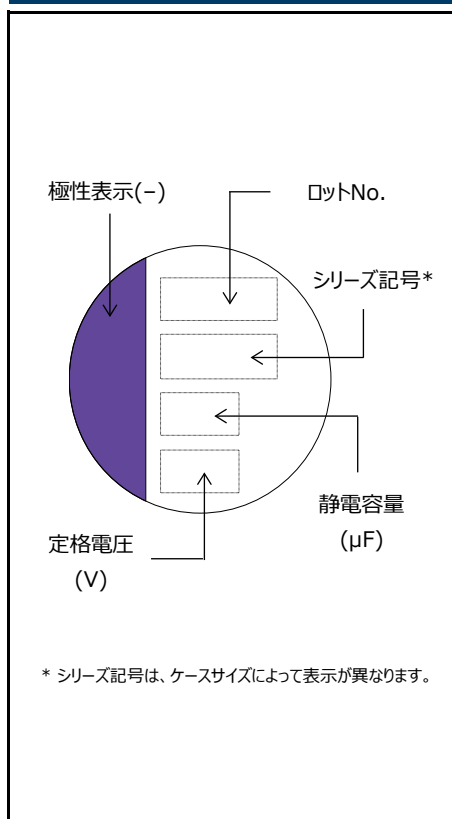 極性表示(−)
ロットNo.
シリーズ記号*
静電容量
(µF)
定格電圧
(V)
* シリーズ記号は、ケースサイズによって表示が異なります。